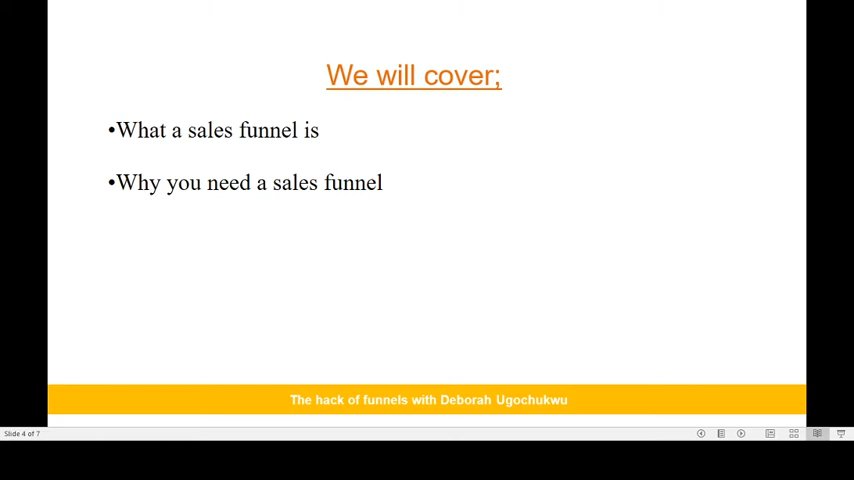 We will cover;
•What a sales funnel is
•Why you need a sales funnel
The hack of funnels with Deborah Ugochukwu
Slide 4 of 7